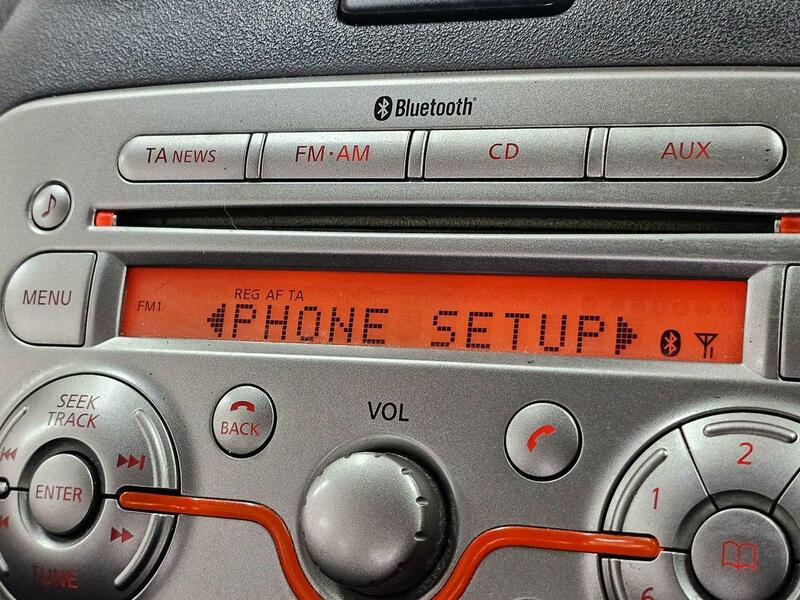 Bluetooth®
TA NEWS FM·AM CD AUX
MENU
REG AF TA
FM1
PHONE SETUP
SEEK
TRACK
BACK
VOL
ENTER
TUNE
1
2
6